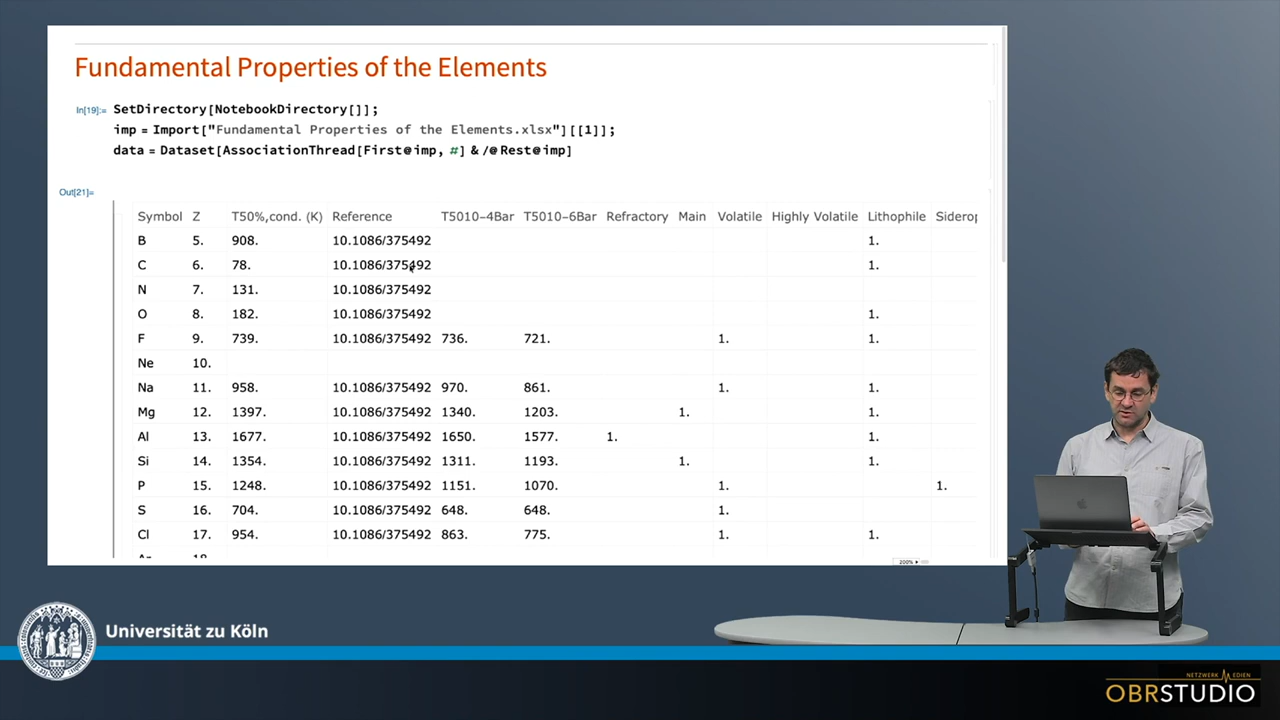 Fundamental Properties of the Elements
In[19]:= SetDirectory[NotebookDirectory[]];
imp = Import["Fundamental Properties of the Elements.xlsx"][[1]];
data = Dataset[AssociationThread[First@imp, #] & /@ Rest@imp]
Out[21]=
Symbol Z T50%,cond. (K) Reference T5010-4Bar T5010-6Bar Refractory Main Volatile Highly Volatile Lithophile Siderop
B 5. 908. 10.1086/375492 1.
C 6. 78. 10.1086/375492 1.
N 7. 131. 10.1086/375492
O 8. 182. 10.1086/375492 1.
F 9. 739. 10.1086/375492 736. 721. 1. 1.
Ne 10.
Na 11. 958. 10.1086/375492 970. 861. 1. 1.
Mg 12. 1397. 10.1086/375492 1340. 1203. 1. 1.
Al 13. 1677. 10.1086/375492 1650. 1577. 1. 1.
Si 14. 1354. 10.1086/375492 1311. 1193. 1. 1.
P 15. 1248. 10.1086/375492 1151. 1070. 1. 1.
S 16. 704. 10.1086/375492 648. 648. 1.
Cl 17. 954. 10.1086/375492 863. 775. 1. 1.
200%
Universität zu Köln
NETZWERK MEDIEN
OBRSTUDIO